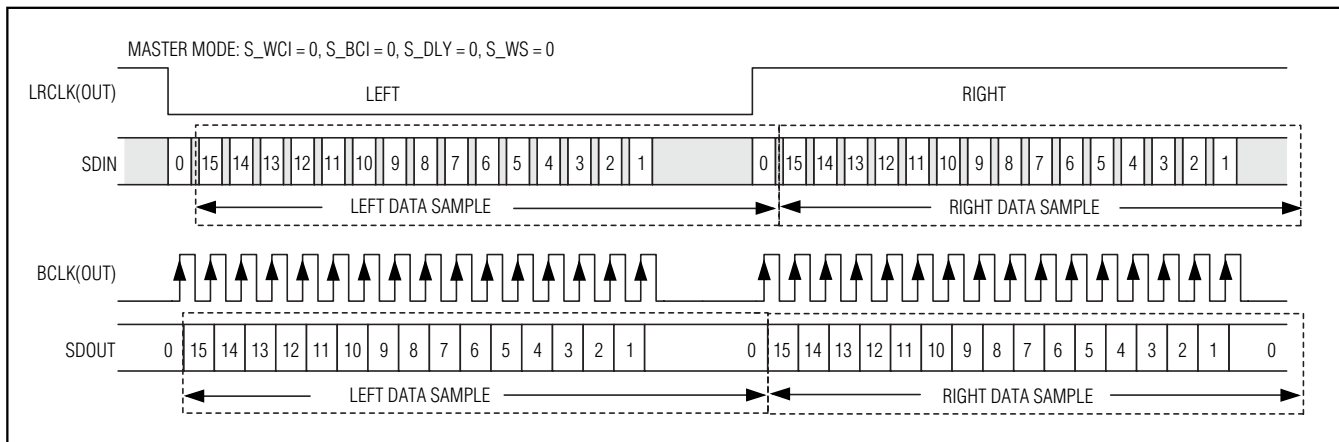 MASTER MODE: S_WCI = 0, S_BCI = 0, S_DLY = 0, S_WS = 0
LRCLK(OUT) LEFT RIGHT
SDIN 0 15 14 13 12 11 10 9 8 7 6 5 4 3 2 1 0 15 14 13 12 11 10 9 8 7 6 5 4 3 2 1
LEFT DATA SAMPLE RIGHT DATA SAMPLE
BCLK(OUT)
SDOUT 0 15 14 13 12 11 10 9 8 7 6 5 4 3 2 1 0 15 14 13 12 11 10 9 8 7 6 5 4 3 2 1 0
LEFT DATA SAMPLE RIGHT DATA SAMPLE